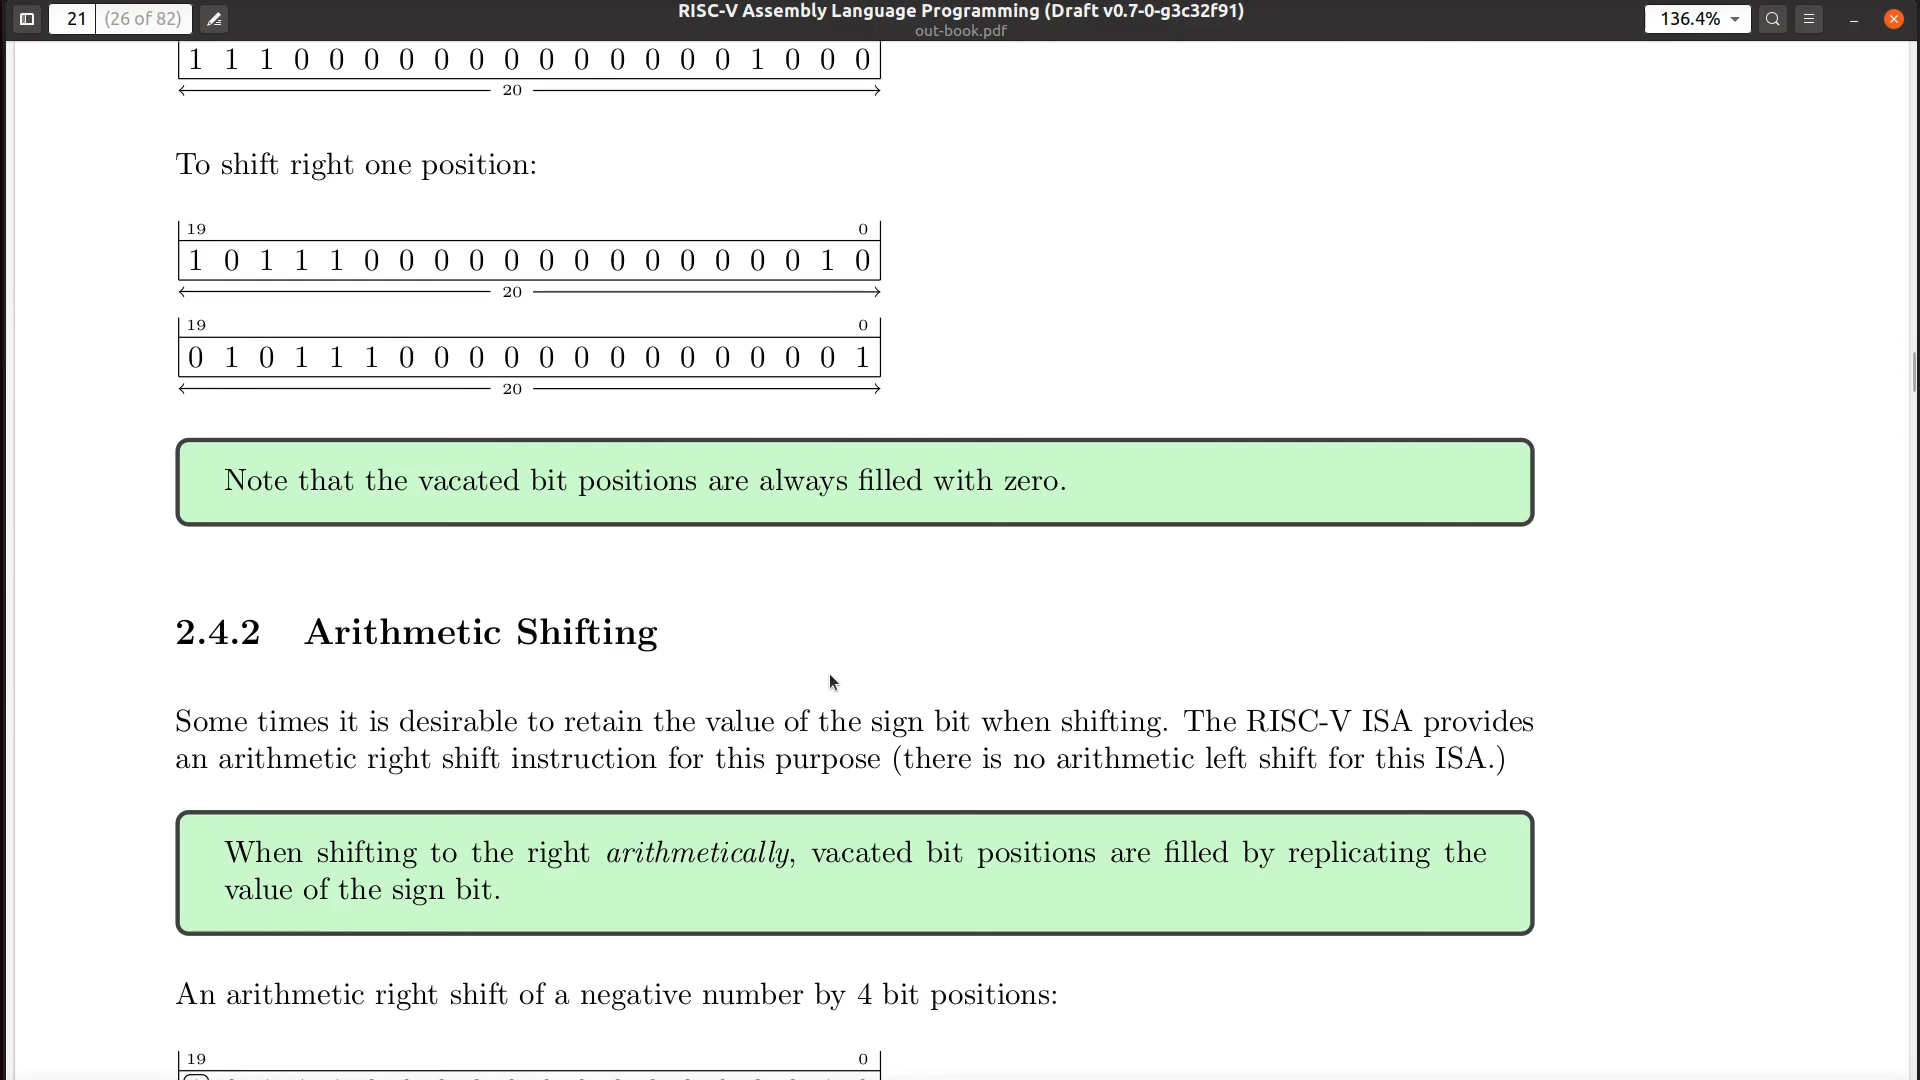 21 (26 of 82)
RISC-V Assembly Language Programming (Draft v0.7-0-g3c32f91)
out-book.pdf
136.4%
1 1 1 0 0 0 0 0 0 0 0 0 0 0 0 0 1 0 0 0
20
To shift right one position:
19 0
1 0 1 1 1 0 0 0 0 0 0 0 0 0 0 0 0 0 1 0
20
19 0
0 1 0 1 1 1 0 0 0 0 0 0 0 0 0 0 0 0 0 1
20
Note that the vacated bit positions are always filled with zero.
2.4.2 Arithmetic Shifting
Some times it is desirable to retain the value of the sign bit when shifting. The RISC-V ISA provides
an arithmetic right shift instruction for this purpose (there is no arithmetic left shift for this ISA.)
When shifting to the right arithmetically, vacated bit positions are filled by replicating the
value of the sign bit.
An arithmetic right shift of a negative number by 4 bit positions:
19 0